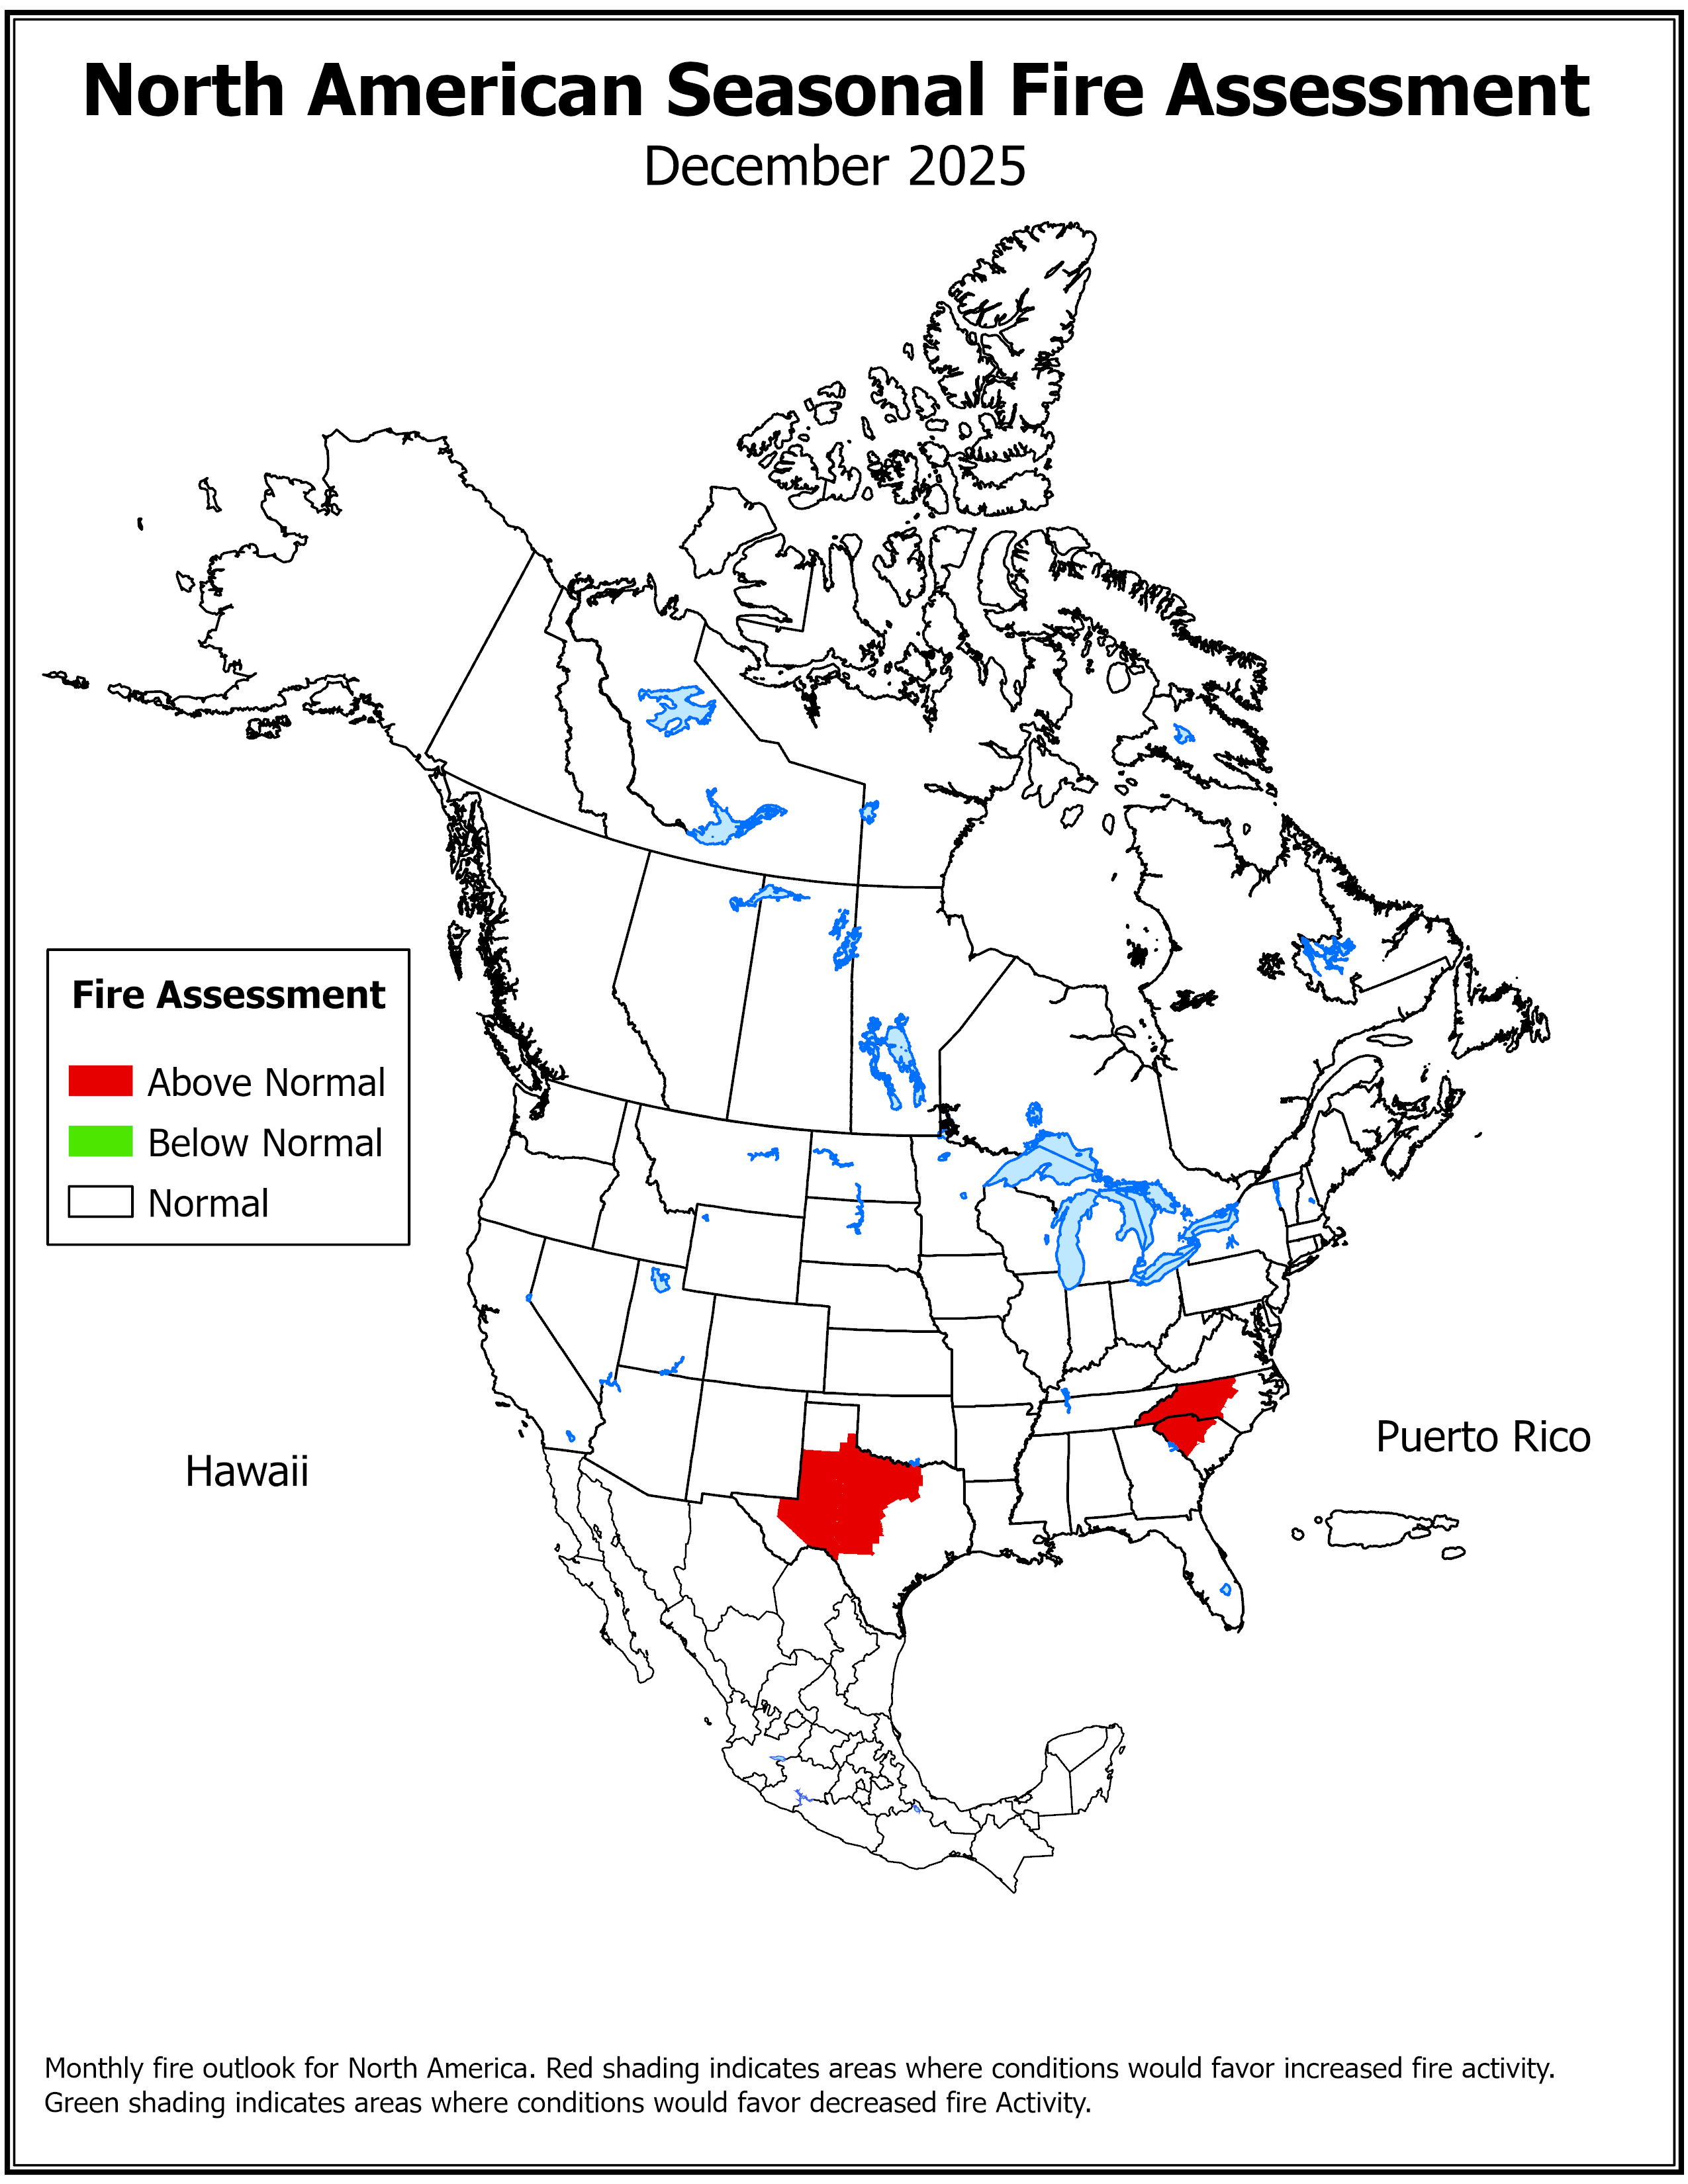 North American Seasonal Fire Assessment
December 2025
Fire Assessment
Above Normal
Below Normal
Normal
Hawaii
Puerto Rico
Monthly fire outlook for North America. Red shading indicates areas where conditions would favor increased fire activity.
Green shading indicates areas where conditions would favor decreased fire Activity.